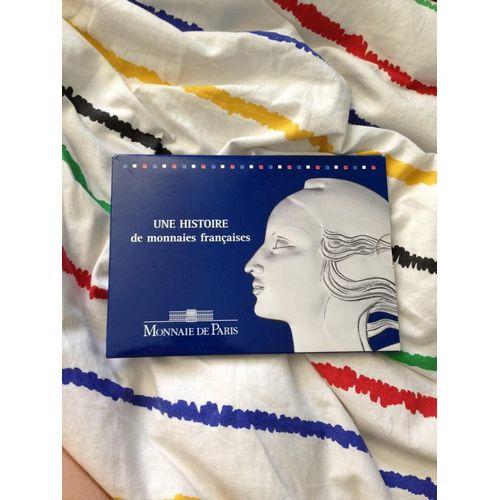 UNE HISTOIRE
de monnaies françaises
MONNAIE DE PARIS